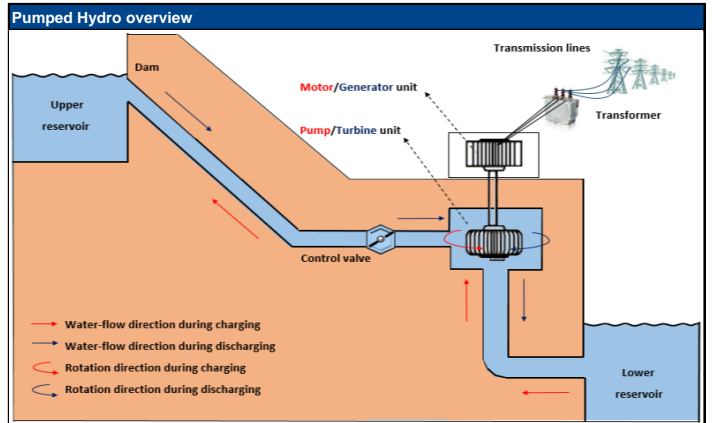 Pumped Hydro overview
Dam
Transmission lines
Motor/Generator unit
Upper
reservoir
Transformer
Pump/Turbine unit
Control valve
Water-flow direction during charging
Water-flow direction during discharging
Rotation direction during charging
Rotation direction during discharging
Lower
reservoir